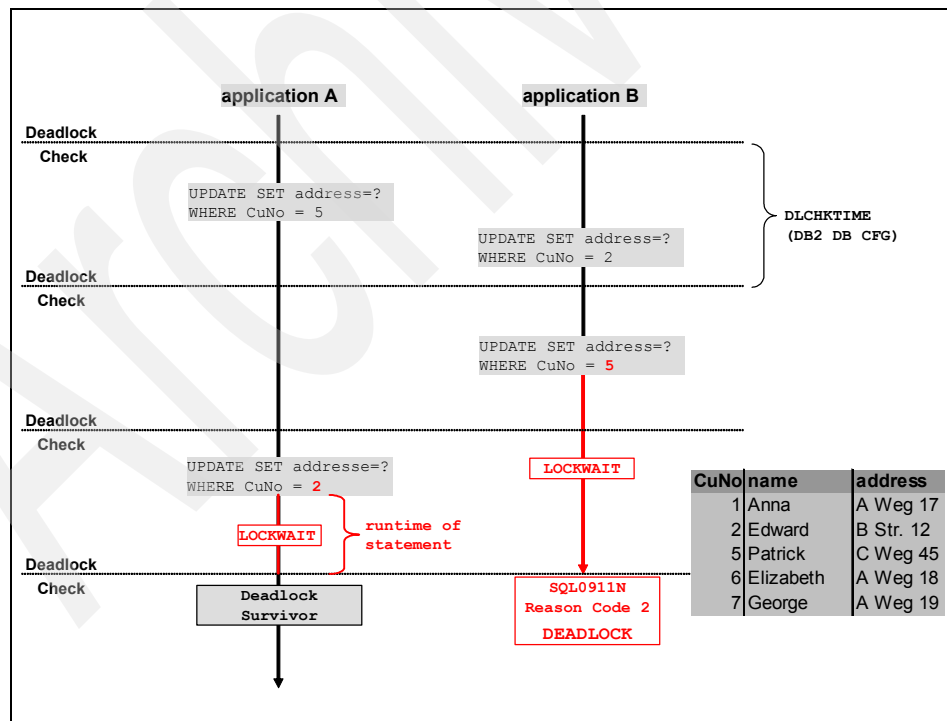 application A
application B
Deadlock
Check
UPDATE SET address=?
WHERE CuNo = 5
DLCHKTIME
(DB2 DB CFG)
UPDATE SET address=?
WHERE CuNo = 2
Deadlock
Check
UPDATE SET address=?
WHERE CuNo = 5
Deadlock
Check
UPDATE SET addresse=?
WHERE CuNo = 2
LOCKWAIT
LOCKWAIT
runtime of
statement
CuNo name address
1 Anna A Weg 17
2 Edward B Str. 12
5 Patrick C Weg 45
6 Elizabeth A Weg 18
7 George A Weg 19
Deadlock
Check
Deadlock
Survivor
SQL0911N
Reason Code 2
DEADLOCK